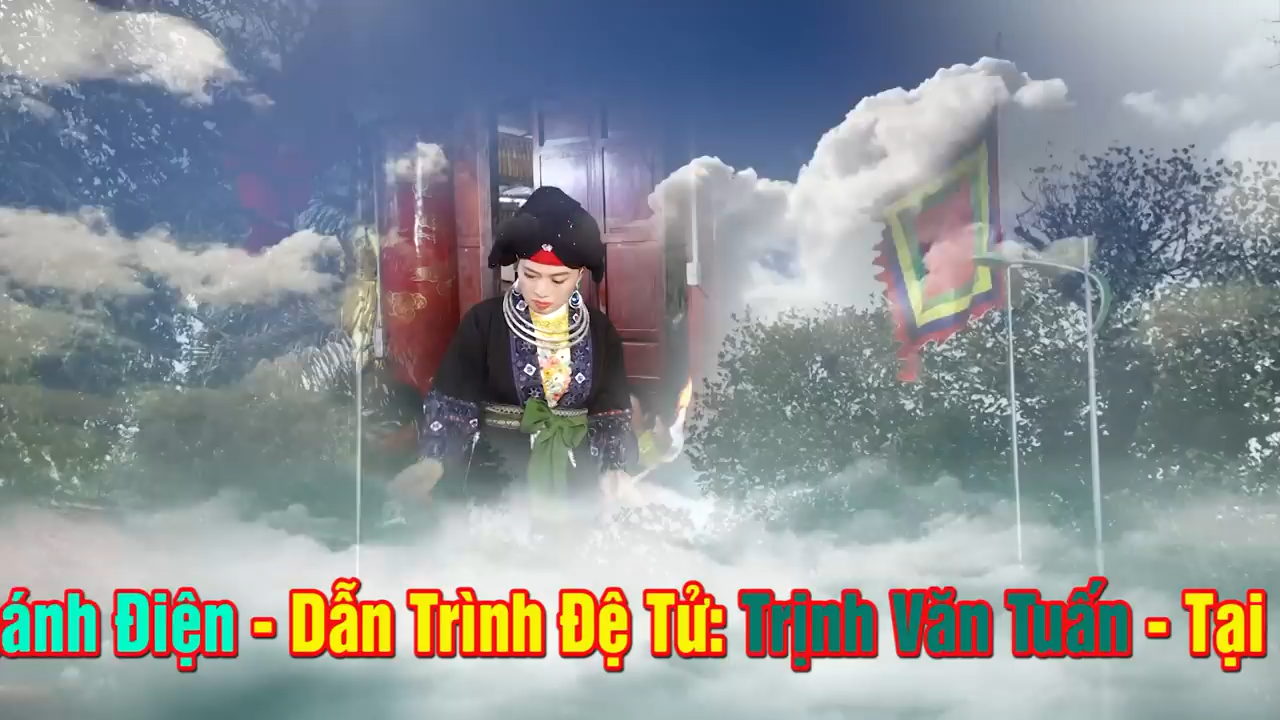 ánh Điện - Dẫn Trình Đệ Tử: Trịnh Văn Tuấn - Tại